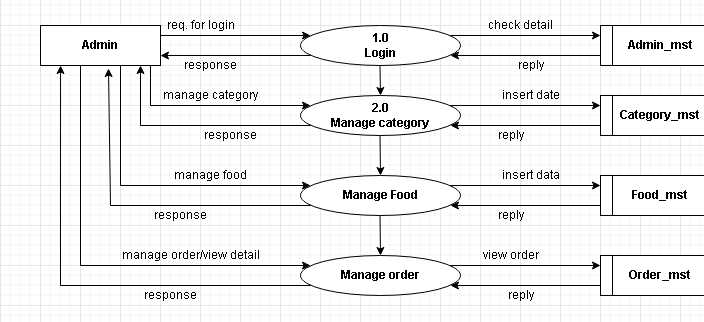 req. for login
check detail
Admin
1.0
Login
Admin_mst
response
reply
manage category
insert date
2.0
Manage category
Category_mst
response
reply
manage food
insert data
Manage Food
Food_mst
response
reply
manage order/view detail
view order
Manage order
Order_mst
response
reply